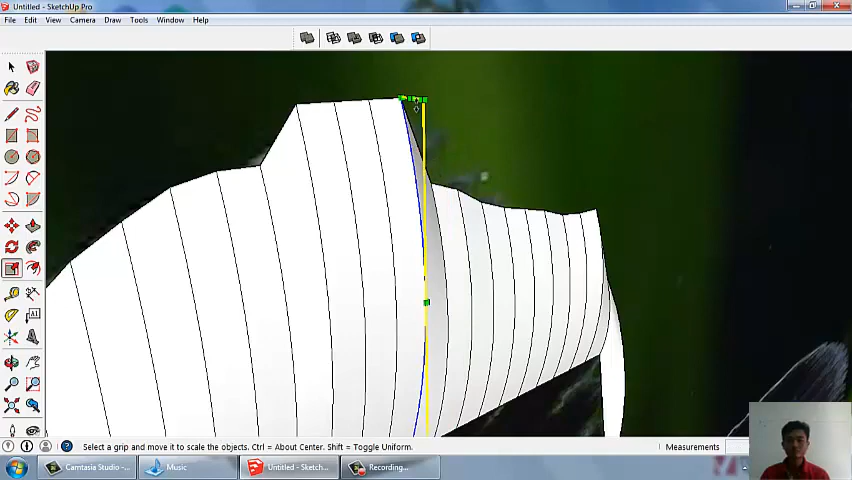 Untitled - SketchUp Pro
File Edit View Camera Draw Tools Window Help
A1
Select a grip and move it to scale the objects. Ctrl = About Center. Shift = Toggle Uniform.
Measurements
Camtasia Studio -... Music Untitled - Sketch... Recording...